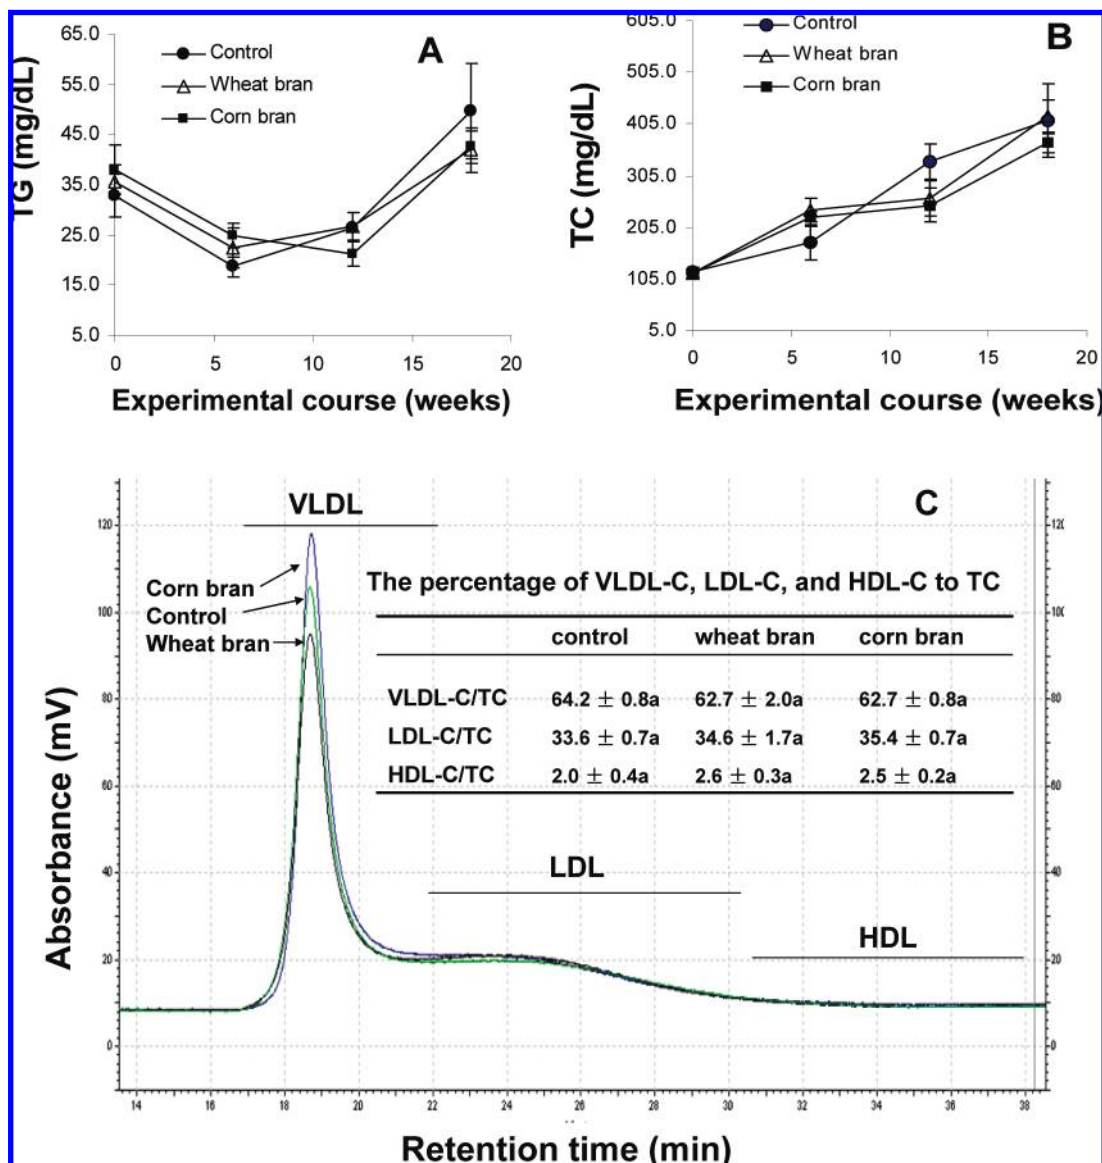 A
Control
Wheat bran
Corn bran
TG (mg/dL)
65.0
55.0
45.0
35.0
25.0
15.0
5.0
0 5 10 15 20
Experimental course (weeks)
B
Control
Wheat bran
Corn bran
TC (mg/dL)
605.0
505.0
405.0
305.0
205.0
105.0
5.0
0 5 10 15 20
Experimental course (weeks)
C
VLDL
Corn bran
Control
Wheat bran
The percentage of VLDL-C, LDL-C, and HDL-C to TC
control wheat bran corn bran
VLDL-C/TC 64.2 ± 0.8a 62.7 ± 2.0a 62.7 ± 0.8a
LDL-C/TC 33.6 ± 0.7a 34.6 ± 1.7a 35.4 ± 0.7a
HDL-C/TC 2.0 ± 0.4a 2.6 ± 0.3a 2.5 ± 0.2a
LDL
HDL
Absorbance (mV)
120
100
80
60
40
20
0
100
80
60
40
20
0
14 16 18 20 22 24 26 28 30 32 34 36 38
Retention time (min)